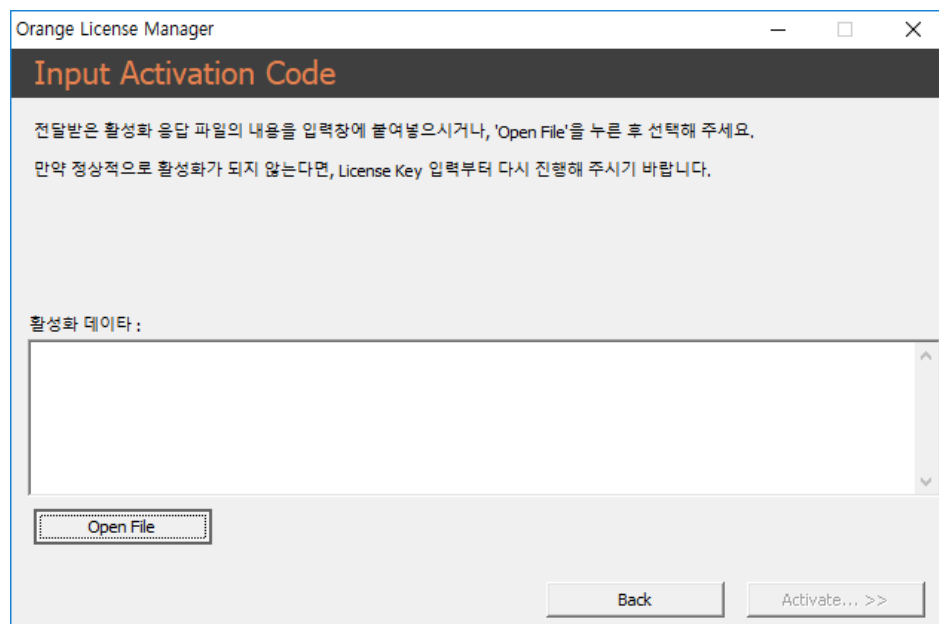 Orange License Manager
Input Activation Code
전달받은 활성화 응답 파일의 내용을 입력창에 붙여넣으시거나, 'Open File'을 누른 후 선택해 주세요.
만약 정상적으로 활성화가 되지 않는다면, License Key 입력부터 다시 진행해 주시기 바랍니다.
활성화 데이타 :
Open File
Back
Activate... >>